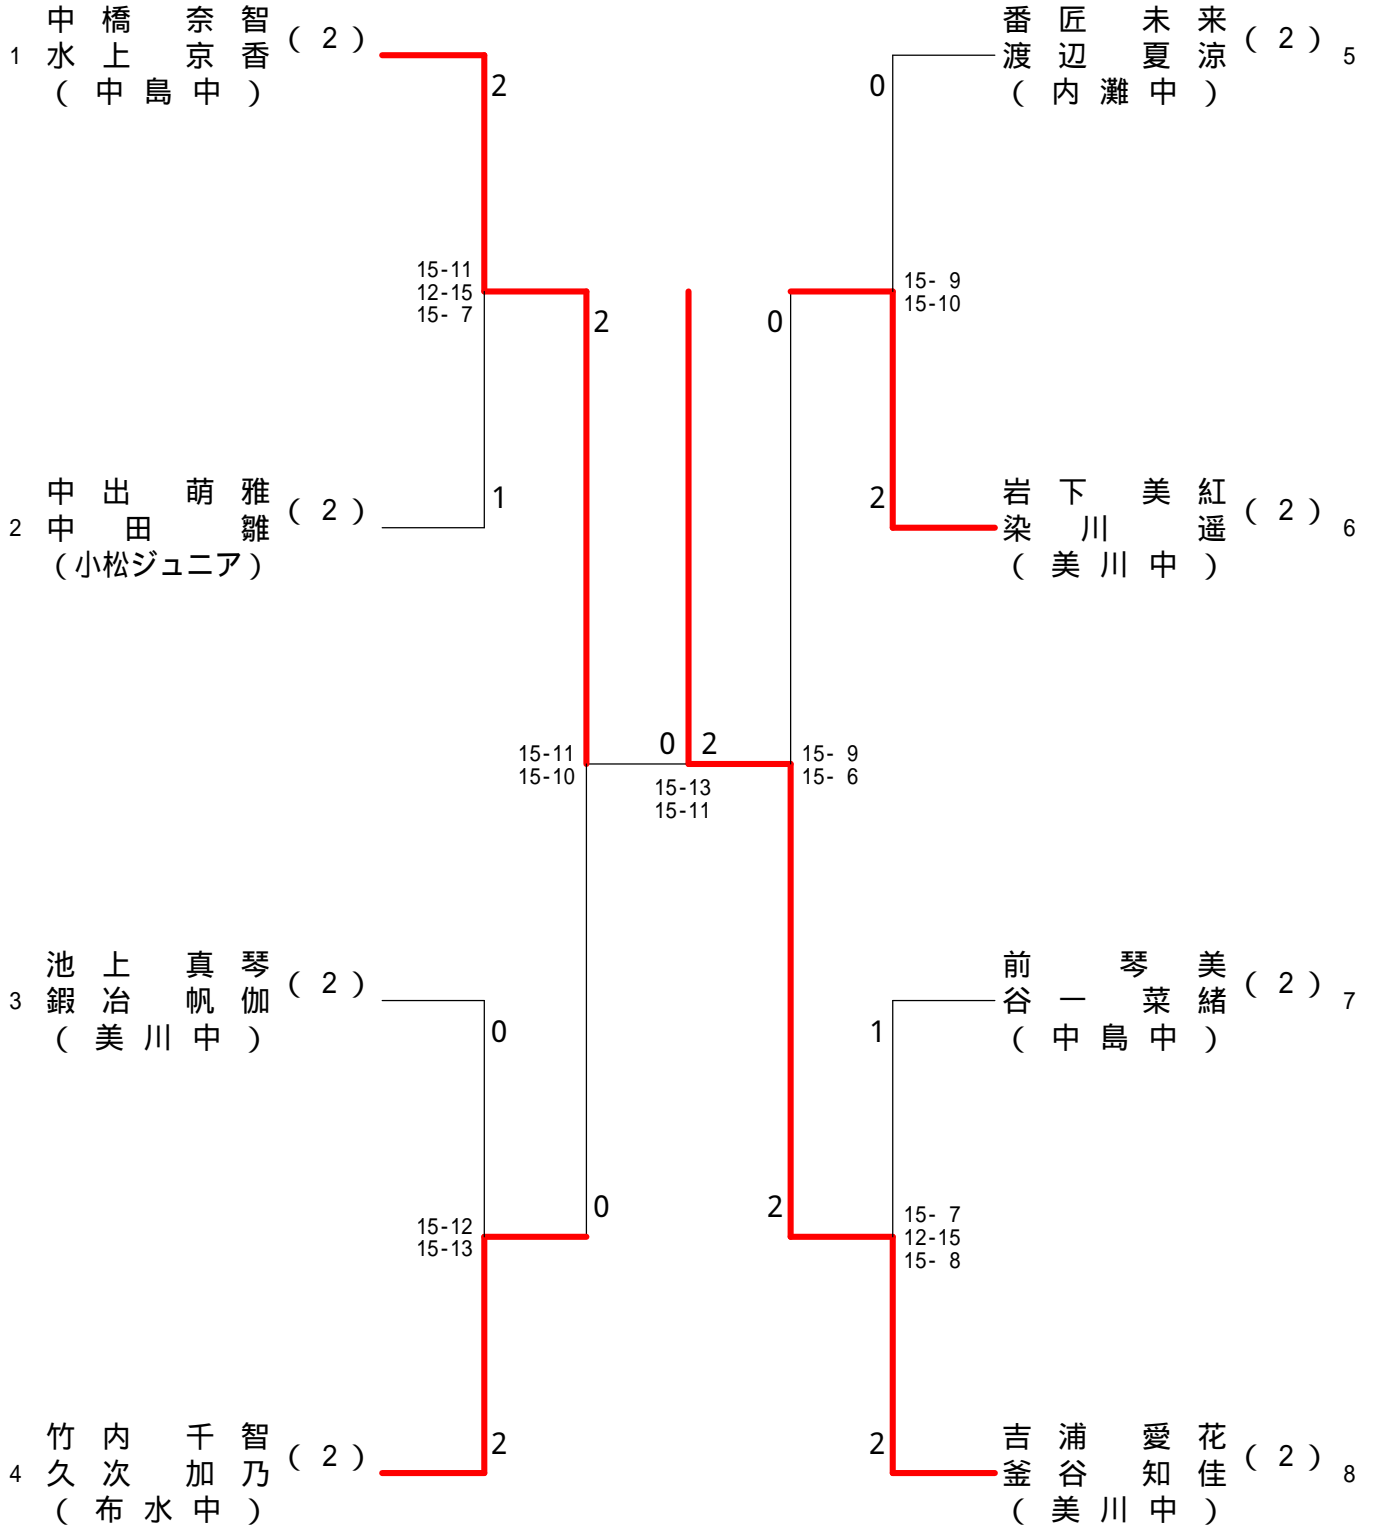 中橋 奈智
1 水上 京香 ( 2 )
( 中島中 )
2
15-11
12-15
15- 7
1
中出 萌雅
2 中田 雛 ( 2 )
(小松ジュニア)
2
15-11
15-10
池上 真琴
3 鍜冶 帆伽 ( 2 )
( 美川中 )
0
15-12
15-13
0
竹内 千智
4 久次 加乃 ( 2 )
( 布水中 )
2
0 2
15-13
15-11
番匠 未来
渡辺 夏涼 ( 2 ) 5
( 内灘中 )
0
15- 9
15-10
0
2
岩下 美紅
染川 遥 ( 2 ) 6
( 美川中 )
15- 9
15- 6
前 琴美
谷一 菜緒 ( 2 ) 7
( 中島中 )
1
2
15- 7
12-15
15- 8
2
吉浦 愛花
釜谷 知佳 ( 2 ) 8
( 美川中 )